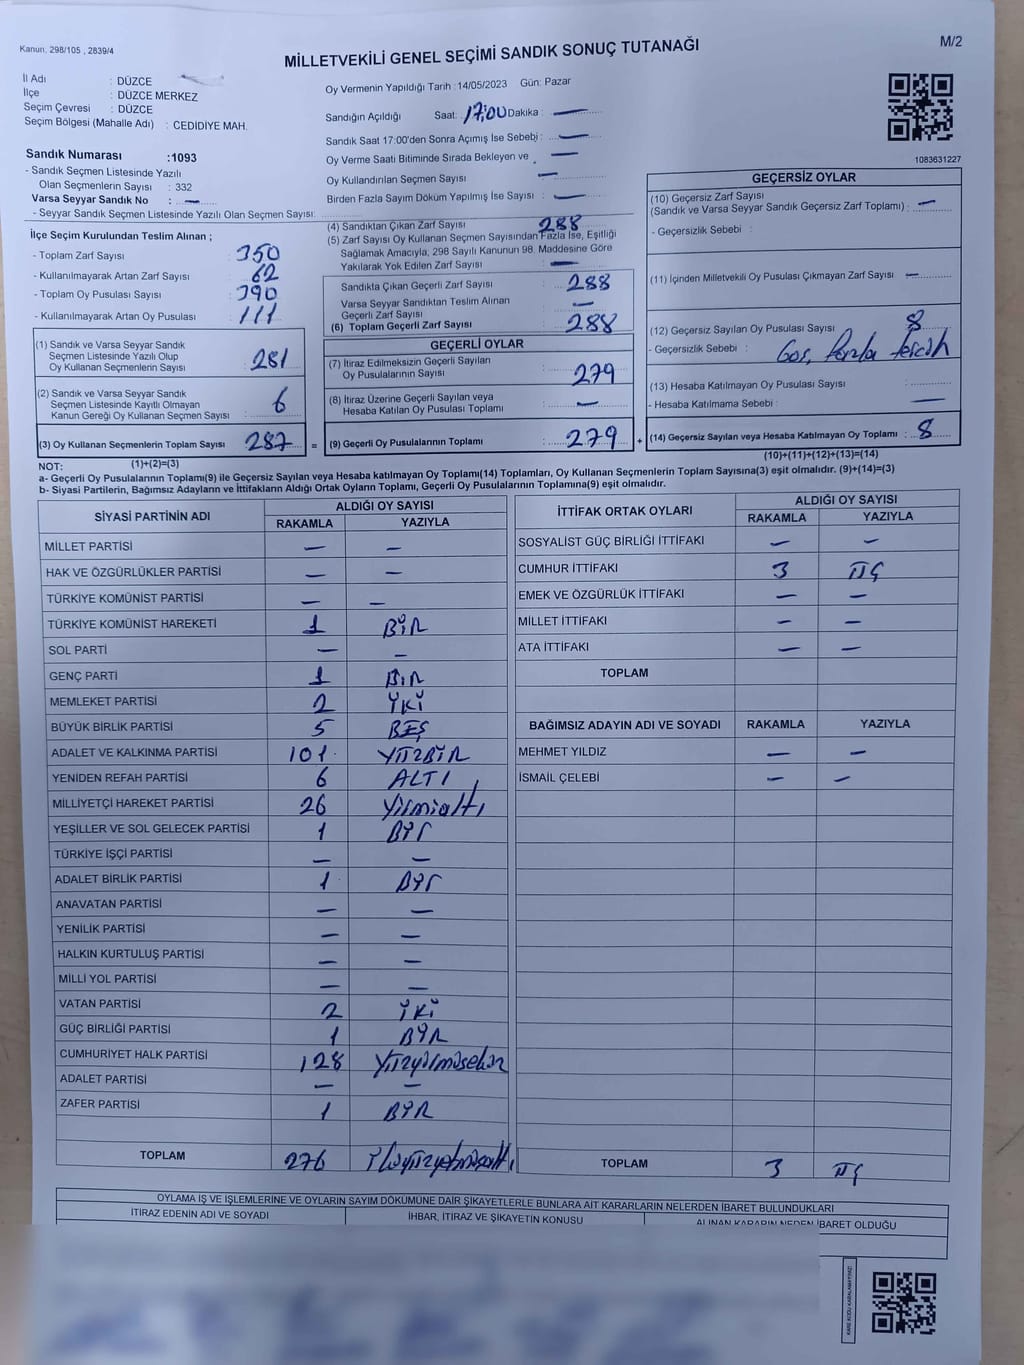 Kanun, 298/105 , 2839/4
MİLLETVEKİLİ GENEL SEÇİMİ SANDIK SONUÇ TUTANAĞI
M/2
İl Adı : DÜZCE
İlçe : DÜZCE MERKEZ
Seçim Çevresi : DÜZCE
Seçim Bölgesi (Mahalle Adı) : CEDİDİYE MAH.
Sandık Numarası :1093
- Sandık Seçmen Listesinde Yazılı
Olan Seçmenlerin Sayısı : 332
Varsa Seyyar Sandık No : —
- Seyyar Sandık Seçmen Listesinde Yazılı Olan Seçmen Sayısı:
İlçe Seçim Kurulundan Teslim Alınan ;
- Toplam Zarf Sayısı : 350
- Kullanılmayarak Artan Zarf Sayısı : 62
- Toplam Oy Pusulası Sayısı : 390
- Kullanılmayarak Artan Oy Pusulası : 111
(1) Sandık ve Varsa Seyyar Sandık
Seçmen Listesinde Yazılı Olup
Oy Kullanan Seçmenlerin Sayısı : 281
(2) Sandık ve Varsa Seyyar Sandık
Seçmen Listesinde Kayıtlı Olmayan
Kanun Gereği Oy Kullanan Seçmen Sayısı : 6
(3) Oy Kullanan Seçmenlerin Toplam Sayısı : 287 =
(1)+(2)=(3)
Oy Vermenin Yapıldığı Tarih :14/05/2023 Gün: Pazar
Sandığın Açıldığı Saat: 17:00 Dakika : —
Sandık Saat 17:00'den Sonra Açımış İse Sebebi : —
Oy Verme Saati Bitiminde Sırada Bekleyen ve . —
Oy Kullandırılan Seçmen Sayısı —
Birden Fazla Sayım Döküm Yapılmış İse Sayısı : —
(4) Sandıktan Çıkan Zarf Sayısı 288
(5) Zarf Sayısı Oy Kullanan Seçmen Sayısından Fazla İse, Eşitliği
Sağlamak Amacıyla, 298 Sayılı Kanunun 98. Maddesine Göre
Yakılarak Yok Edilen Zarf Sayısı : —
Sandıkta Çıkan Geçerli Zarf Sayısı : 288
Varsa Seyyar Sandıktan Teslim Alınan
Geçerli Zarf Sayısı : —
(6) Toplam Geçerli Zarf Sayısı : 288
GEÇERLİ OYLAR
(7) İtiraz Edilmeksizin Geçerli Sayılan
Oy Pusulalarının Sayısı : 279
(8) İtiraz Üzerine Geçerli Sayılan veya
Hesaba Katılan Oy Pusulası Toplamı : —
(9) Geçerli Oy Pusulalarının Toplamı : 279 +
1083631227
GEÇERSİZ OYLAR
(10) Geçersiz Zarf Sayısı
(Sandık ve Varsa Seyyar Sandık Geçersiz Zarf Toplamı) : —
- Geçersizlik Sebebi :
(11) İçinden Milletvekili Oy Pusulası Çıkmayan Zarf Sayısı : —
(12) Geçersiz Sayılan Oy Pusulası Sayısı : 8
- Geçersizlik Sebebi : Boş, fazla tercih
(13) Hesaba Katılmayan Oy Pusulası Sayısı :
- Hesaba Katılmama Sebebi : —
(14) Geçersiz Sayılan veya Hesaba Katılmayan Oy Toplamı : 8
(10)+(11)+(12)+(13)=(14)
NOT:
a- Geçerli Oy Pusulalarının Toplamı(9) ile Geçersiz Sayılan veya Hesaba katılmayan Oy Toplamı(14) Toplamları, Oy Kullanan Seçmenlerin Toplam Sayısına(3) eşit olmalıdır. (9)+(14)=(3)
b- Siyasi Partilerin, Bağımsız Adayların ve İttifakların Aldığı Ortak Oyların Toplamı, Geçerli Oy Pusulalarının Toplamına(9) eşit olmalıdır.
SİYASİ PARTİNİN ADI ALDIĞI OY SAYISI
RAKAMLA YAZIYLA
MİLLET PARTİSİ — —
HAK VE ÖZGÜRLÜKLER PARTİSİ — —
TÜRKİYE KOMÜNİST PARTİSİ — —
TÜRKİYE KOMÜNİST HAREKETİ 1 BİR
SOL PARTİ — —
GENÇ PARTİ 1 BİR
MEMLEKET PARTİSİ 2 İKİ
BÜYÜK BİRLİK PARTİSİ 5 BEŞ
ADALET VE KALKINMA PARTİSİ 101 YÜZBİR
YENİDEN REFAH PARTİSİ 6 ALTI
MİLLİYETÇİ HAREKET PARTİSİ 26 Yirmialtı
YEŞİLLER VE SOL GELECEK PARTİSİ 1 BİR
TÜRKİYE İŞÇİ PARTİSİ — —
ADALET BİRLİK PARTİSİ 1 BİR
ANAVATAN PARTİSİ — —
YENİLİK PARTİSİ — —
HALKIN KURTULUŞ PARTİSİ — —
MİLLİ YOL PARTİSİ — —
VATAN PARTİSİ 2 İKİ
GÜÇ BİRLİĞİ PARTİSİ 1 BİR
CUMHURİYET HALK PARTİSİ 128 Yüzyirmisekiz
ADALET PARTİSİ — —
ZAFER PARTİSİ 1 BİR
TOPLAM 276 İkiyüzyetmişaltı
İTTİFAK ORTAK OYLARI ALDIĞI OY SAYISI
RAKAMLA YAZIYLA
SOSYALİST GÜÇ BİRLİĞİ İTTİFAKI — —
CUMHUR İTTİFAKI 3 ÜÇ
EMEK VE ÖZGÜRLÜK İTTİFAKI — —
MİLLET İTTİFAKI — —
ATA İTTİFAKI — —
TOPLAM
BAĞIMSIZ ADAYIN ADI VE SOYADI RAKAMLA YAZIYLA
MEHMET YILDIZ — —
İSMAİL ÇELEBİ — —
TOPLAM 3 ÜÇ
OYLAMA İŞ VE İŞLEMLERİNE VE OYLARIN SAYIM DÖKÜMÜNE DAİR ŞİKAYETLERLE BUNLARA AİT KARARLARIN NELERDEN İBARET BULUNDUKLARI
İTİRAZ EDENİN ADI VE SOYADI İHBAR, İTİRAZ VE ŞİKAYETİN KONUSU ALINAN KARARIN NEDEN İBARET OLDUĞU
KARE KODU KARALAMAYINIZ!